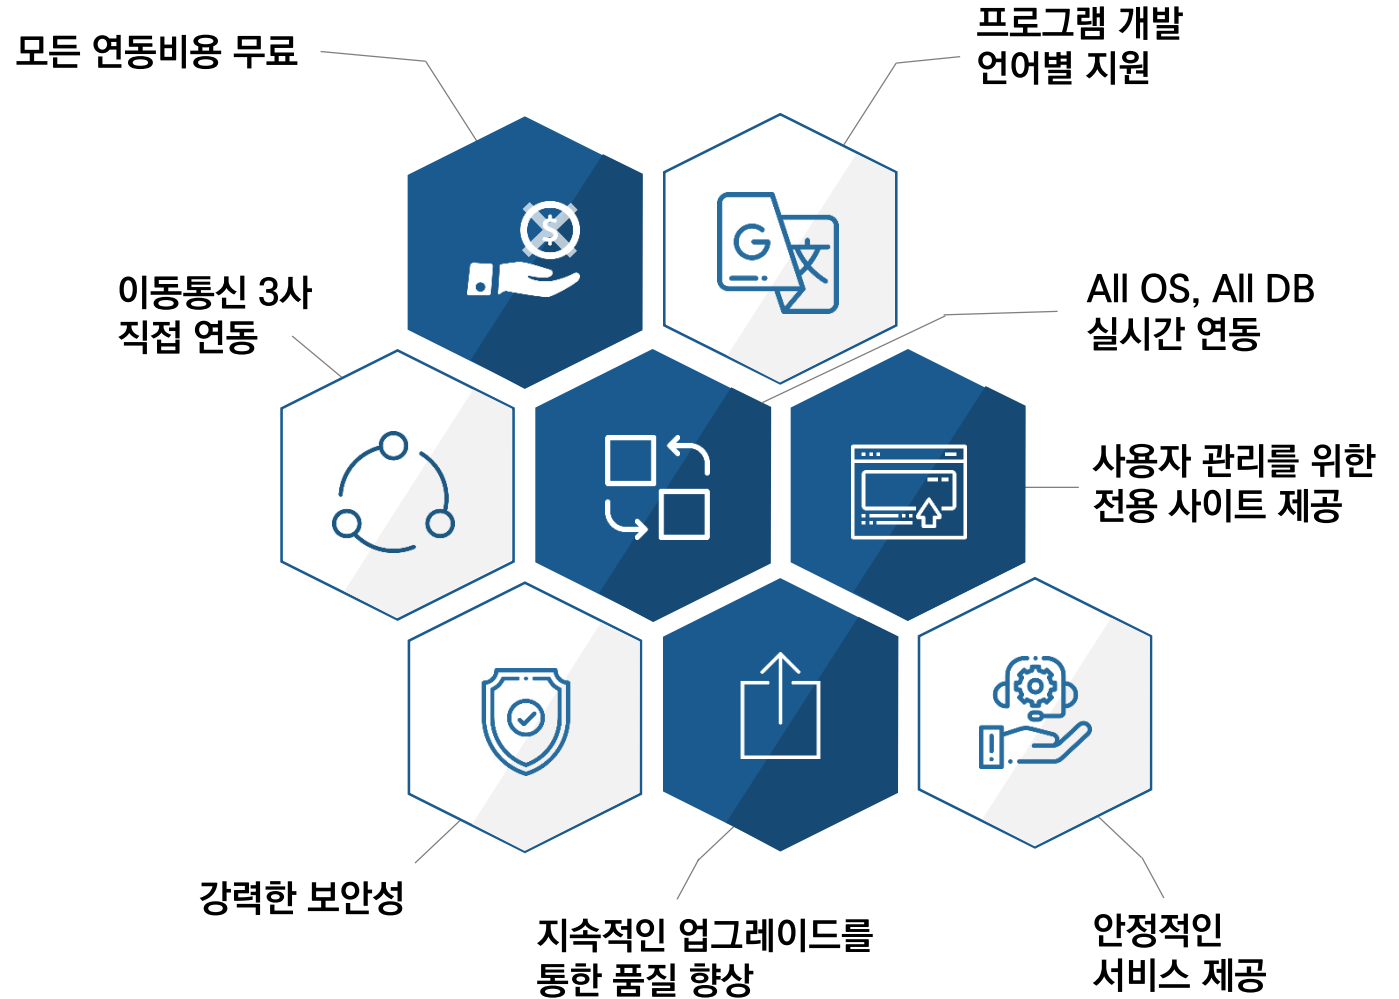 모든 연동비용 무료
프로그램 개발
언어별 지원
이동통신 3사
직접 연동
All OS, All DB
실시간 연동
사용자 관리를 위한
전용 사이트 제공
강력한 보안성
지속적인 업그레이드를
통한 품질 향상
안정적인
서비스 제공
$
G
文